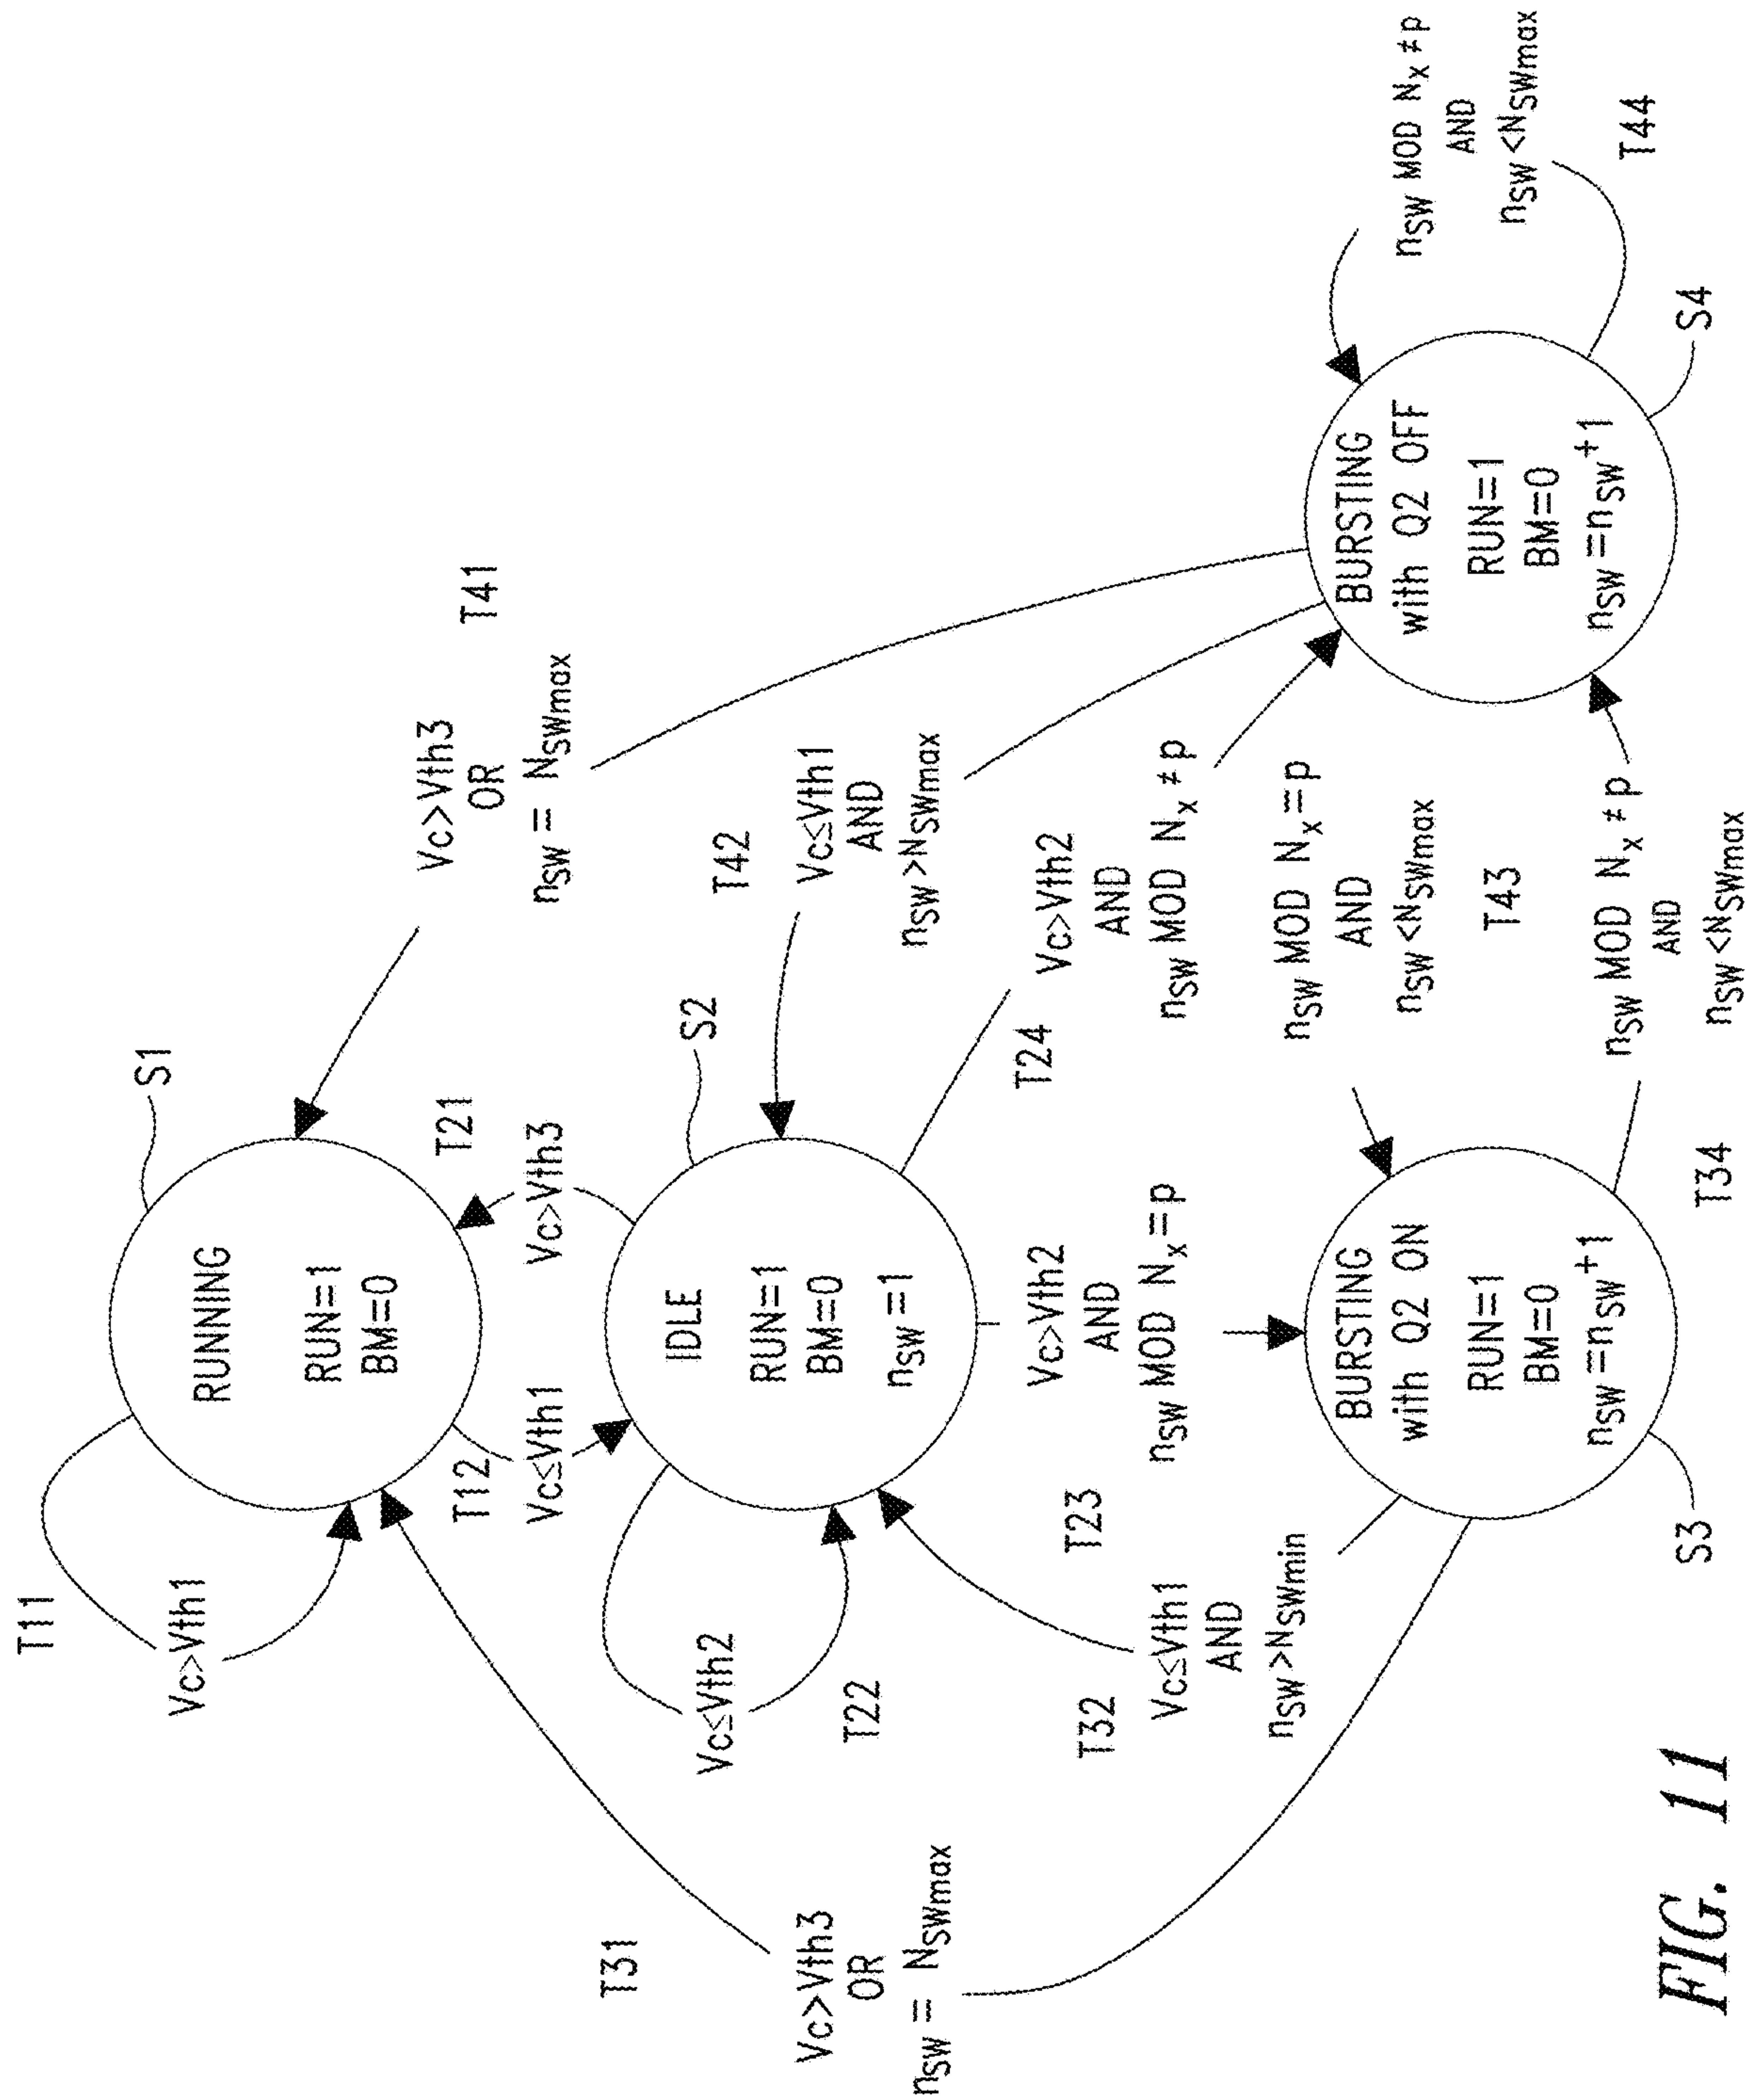 T11
Vc>Vth1
RUNNING
RUN=1
BM=0
S1
T12
Vc≤Vth1
T21
Vc>Vth3
Vc>Vth3
OR
nSW = NSWmax
T41
T31
Vc>Vth3
OR
nSW = NSWmax
Vc≤Vth2
T22
IDLE
RUN=1
BM=0
nSW=1
S2
T42
Vc≤Vth1
AND
nSW>NSWmax
T32
Vc≤Vth1
AND
nSW>NSWmin
T23
Vc>Vth2
AND
nSW MOD Nx=p
T24
Vc>Vth2
AND
nSW MOD Nx≠p
nSW MOD Nx=p
AND
nSW<NSWmax
T43
BURSTING
with Q2 ON
RUN=1
BM=0
nSW=nSW+1
S3
T34
nSW MOD Nx≠p
AND
nSW<NSWmax
BURSTING
with Q2 OFF
RUN=1
BM=0
nSW=nSW+1
S4
nSW MOD Nx≠p
AND
nSW<NSWmax
T44
FIG. 11